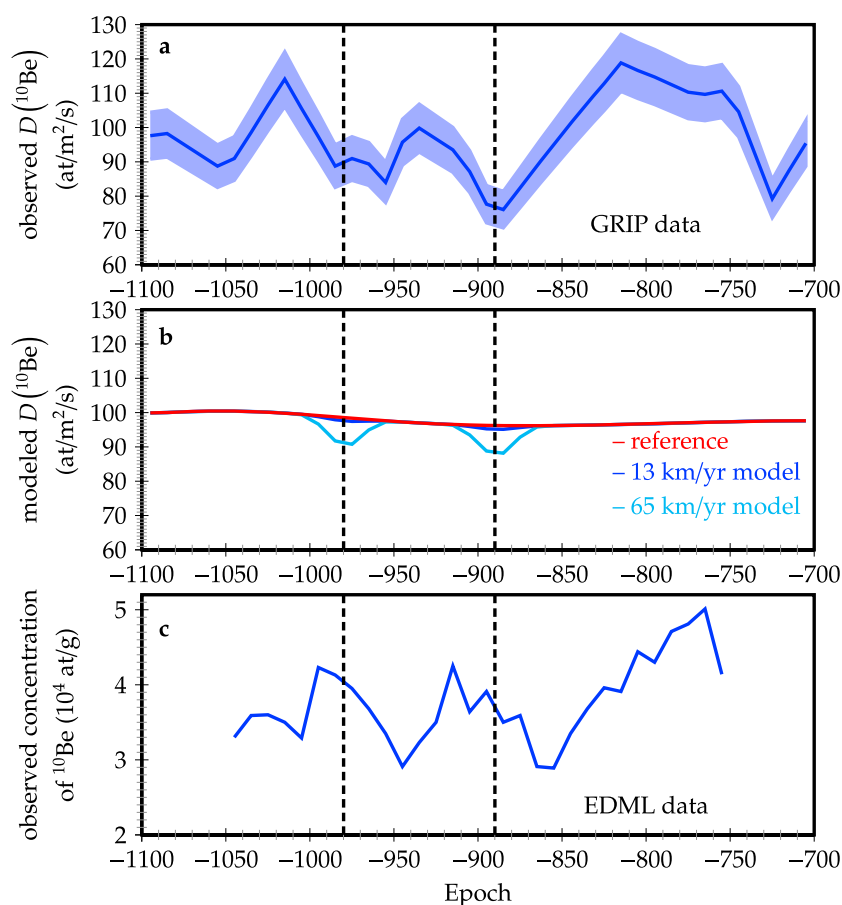 a
observed D(¹⁰Be)
(at/m²/s)
130
120
110
100
90
80
70
60
GRIP data
−1100 −1050 −1000 −950 −900 −850 −800 −750 −700
b
modeled D(¹⁰Be)
(at/m²/s)
130
120
110
100
90
80
70
60
– reference
– 13 km/yr model
– 65 km/yr model
−1100 −1050 −1000 −950 −900 −850 −800 −750 −700
c
observed concentration
of ¹⁰Be (10⁴ at/g)
5
4
3
2
EDML data
−1100 −1050 −1000 −950 −900 −850 −800 −750 −700
Epoch